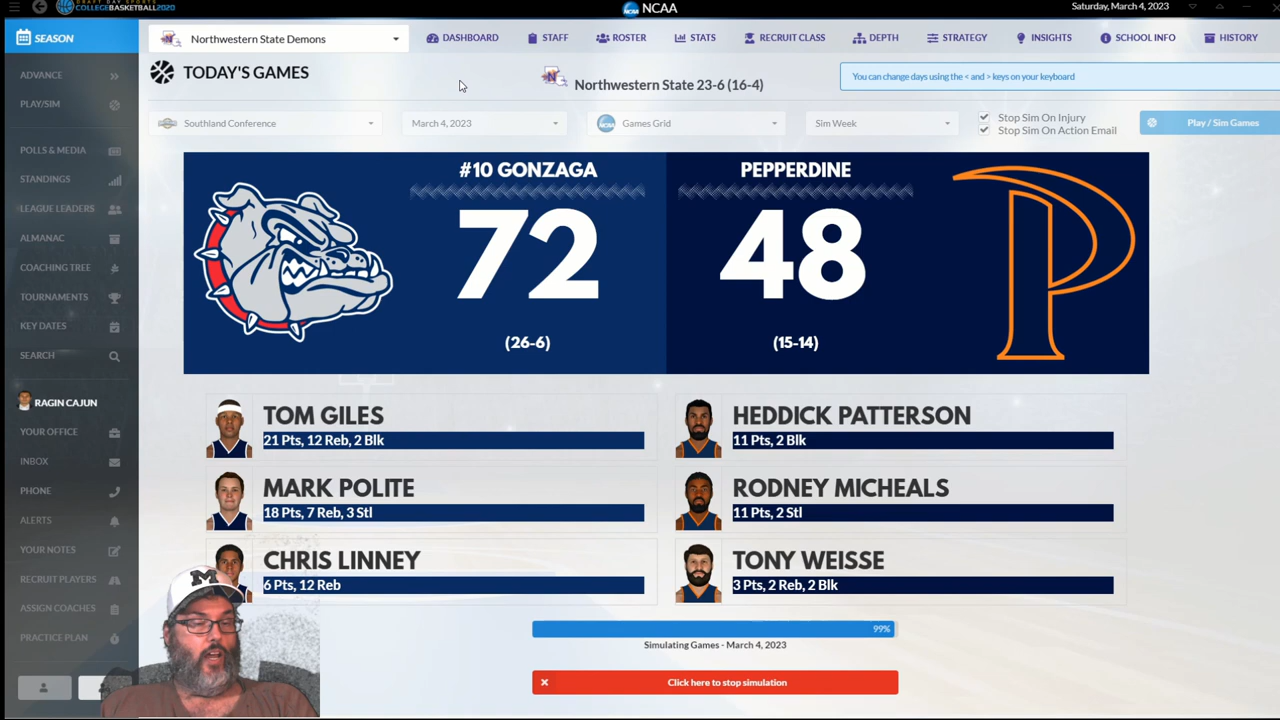 DRAFT DAY SPORTS
COLLEGE BASKETBALL 2020
NCAA
Saturday, March 4, 2023
SEASON
Northwestern State Demons
DASHBOARD
STAFF
ROSTER
STATS
RECRUIT CLASS
DEPTH
STRATEGY
INSIGHTS
SCHOOL INFO
HISTORY
ADVANCE
PLAY/SIM
POLLS & MEDIA
STANDINGS
LEAGUE LEADERS
ALMANAC
COACHING TREE
TOURNAMENTS
KEY DATES
SEARCH
RAGIN CAJUN
YOUR OFFICE
INBOX
PHONE
ALERTS
YOUR NOTES
RECRUIT PLAYERS
ASSIGN COACHES
PRACTICE PLAN
TODAY'S GAMES
Northwestern State 23-6 (16-4)
You can change days using the < and > keys on your keyboard
Southland Conference
March 4, 2023
NCAA
Games Grid
Sim Week
Stop Sim On Injury
Stop Sim On Action Email
Play / Sim Games
#10 GONZAGA
72
(26-6)
PEPPERDINE
48
(15-14)
P
TOM GILES
21 Pts, 12 Reb, 2 Blk
HEDDICK PATTERSON
11 Pts, 2 Blk
MARK POLITE
18 Pts, 7 Reb, 3 Stl
RODNEY MICHEALS
11 Pts, 2 Stl
CHRIS LINNEY
6 Pts, 12 Reb
TONY WEISSE
3 Pts, 2 Reb, 2 Blk
99%
Simulating Games - March 4, 2023
Click here to stop simulation
M